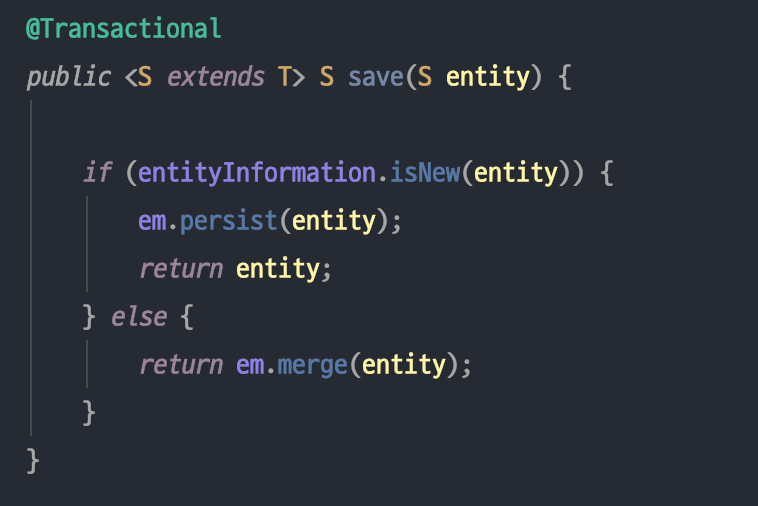 @Transactional
public <S extends T> S save(S entity) {
if (entityInformation.isNew(entity)) {
em.persist(entity);
return entity;
} else {
return em.merge(entity);
}
}